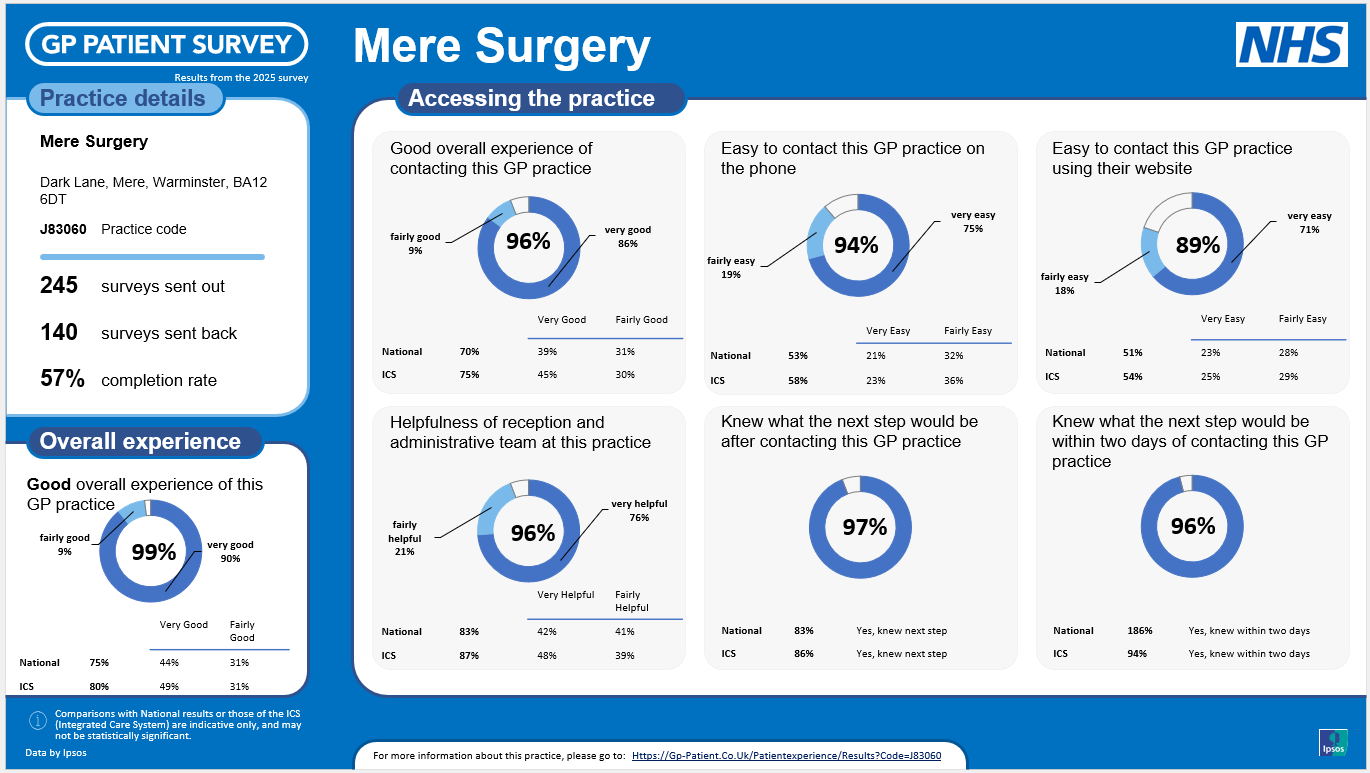 GP PATIENT SURVEY
Results from the 2025 survey
Mere Surgery
NHS
Practice details
Mere Surgery
Dark Lane, Mere, Warminster, BA12
6DT
J83060 Practice code
245 surveys sent out
140 surveys sent back
57% completion rate
Overall experience
Good overall experience of this
GP practice
fairly good
9%
99%
very good
90%
Very Good Fairly
Good
National 75% 44% 31%
ICS 80% 49% 31%
Comparisons with National results or those of the ICS
(Integrated Care System) are indicative only, and may
not be statistically significant.
Data by Ipsos
Accessing the practice
Good overall experience of
contacting this GP practice
fairly good
9%
96%
very good
86%
Very Good Fairly Good
National 70% 39% 31%
ICS 75% 45% 30%
Easy to contact this GP practice on
the phone
very easy
75%
94%
fairly easy
19%
Very Easy Fairly Easy
National 53% 21% 32%
ICS 58% 23% 36%
Easy to contact this GP practice
using their website
very easy
71%
89%
fairly easy
18%
Very Easy Fairly Easy
National 51% 23% 28%
ICS 54% 25% 29%
Helpfulness of reception and
administrative team at this practice
very helpful
76%
96%
fairly
helpful
21%
Very Helpful Fairly
Helpful
National 83% 42% 41%
ICS 87% 48% 39%
Knew what the next step would be
after contacting this GP practice
97%
National 83% Yes, knew next step
ICS 86% Yes, knew next step
Knew what the next step would be
within two days of contacting this GP
practice
96%
National 186% Yes, knew within two days
ICS 94% Yes, knew within two days
For more information about this practice, please go to: Https://Gp-Patient.Co.Uk/Patientexperience/Results?Code=J83060
Ipsos